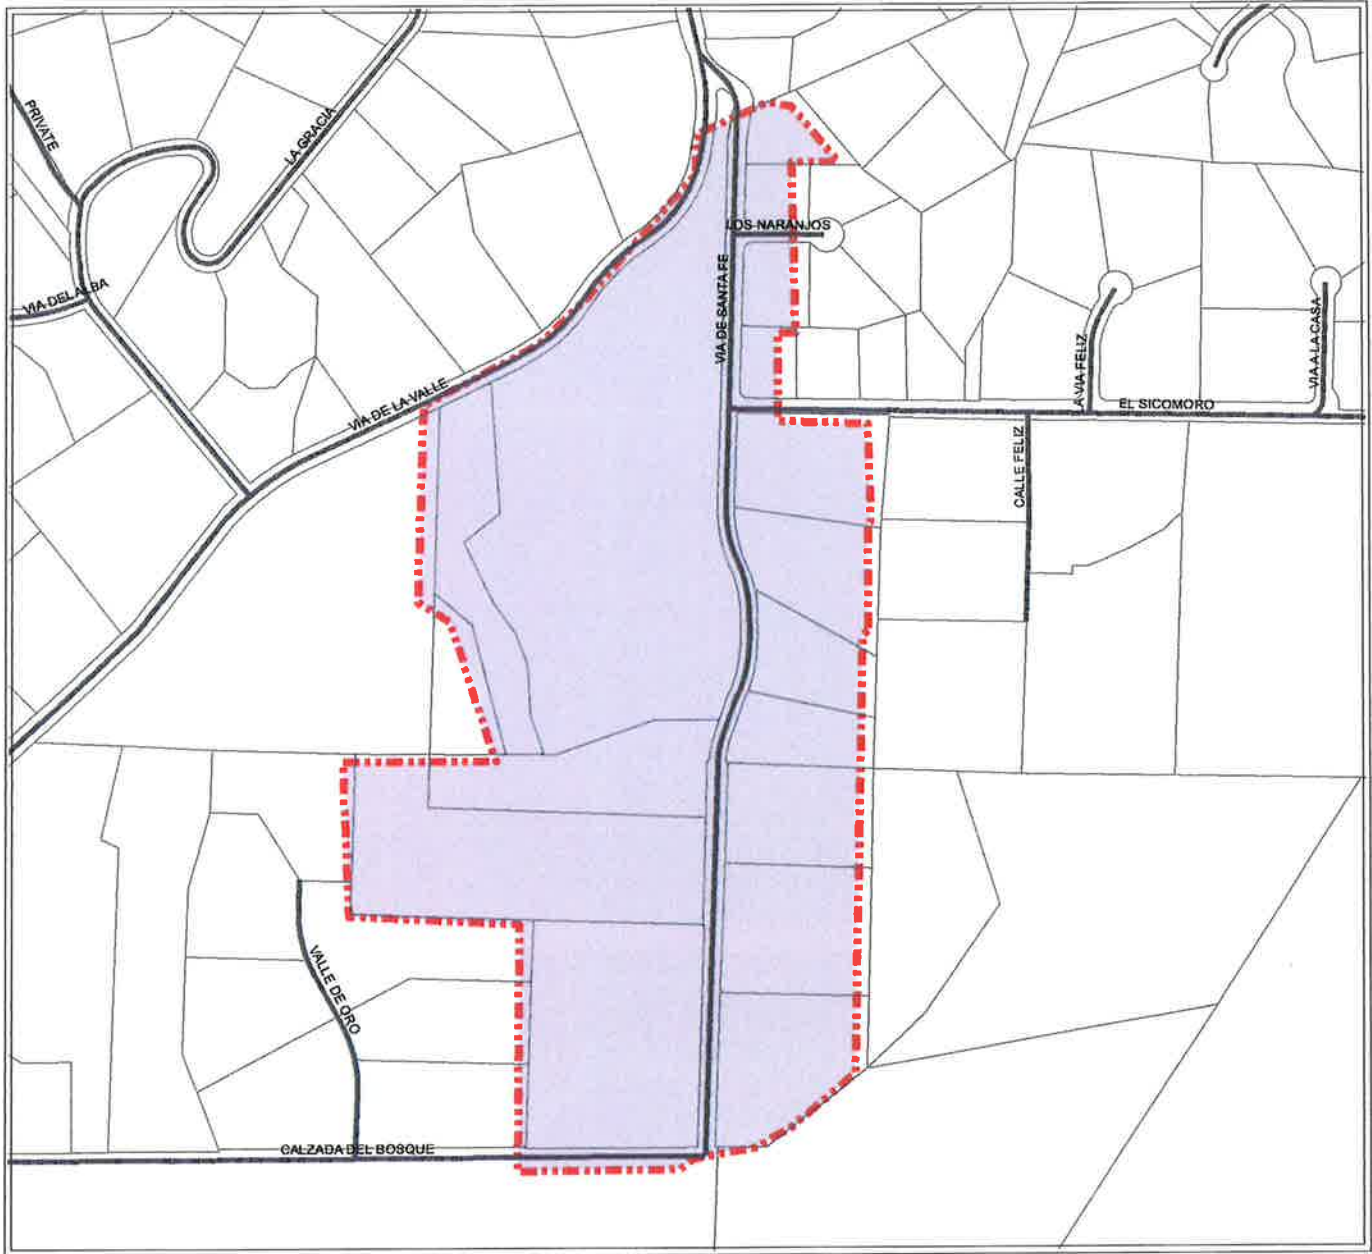 PRIVATE
LA GRACIA
LOS NARANJOS
VIA DE SANTA FE
VIA DEL ALBA
VIA DE LA VALLE
LA VIA FELIZ
VIA A LA CASA
EL SICOMORO
CALLE FELIZ
VALLE DE ORO
CALZADA DEL BOSQUE